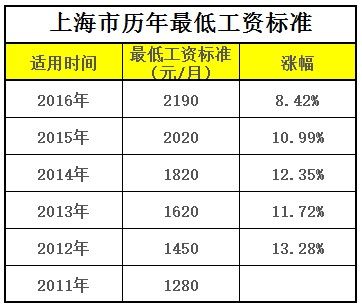 上海市历年最低工资标准
适用时间 最低工资标准（元/月） 涨幅
2016年 2190 8.42%
2015年 2020 10.99%
2014年 1820 12.35%
2013年 1620 11.72%
2012年 1450 13.28%
2011年 1280